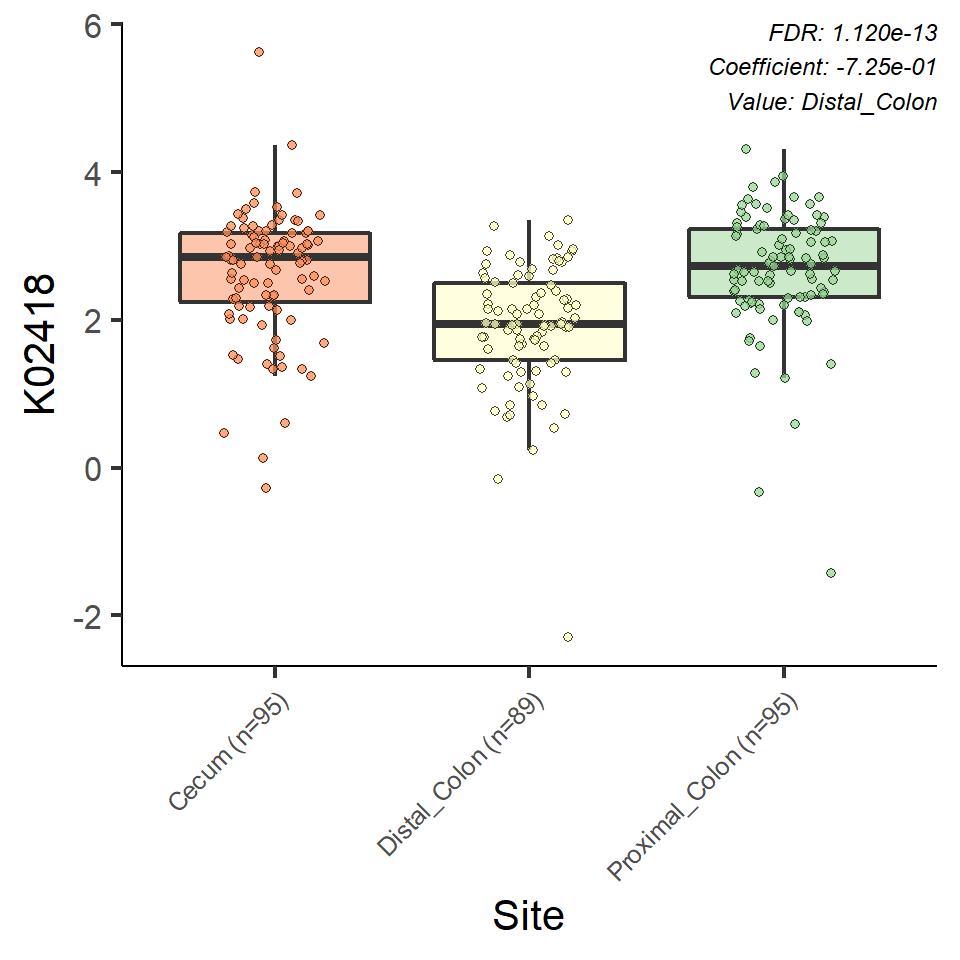 FDR: 1.120e-13
Coefficient: -7.25e-01
Value: Distal_Colon
K02418
6
4
2
0
-2
Cecum (n=95)
Distal_Colon (n=89)
Proximal_Colon (n=95)
Site